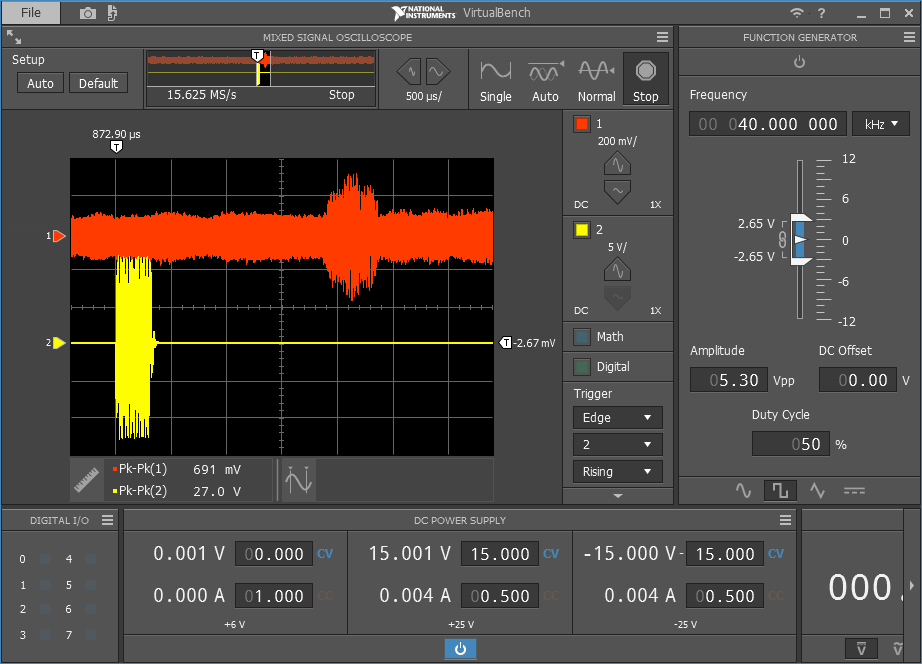 File
NATIONAL INSTRUMENTS VirtualBench
?
MIXED SIGNAL OSCILLOSCOPE
FUNCTION GENERATOR
Setup
Auto
Default
T
15.625 MS/s
Stop
500 µs/
Single
Auto
Normal
Stop
872.90 µs
T
1
2
T -2.67 mV
Pk-Pk(1) 691 mV
Pk-Pk(2) 27.0 V
1
200 mV/
DC 1X
2
5 V/
DC 1X
Math
Digital
Trigger
Edge
2
Rising
Frequency
00 040.000 000 kHz
12
6
0
-6
-12
2.65 V
-2.65 V
Amplitude
05.30 Vpp
DC Offset
00.00 V
Duty Cycle
050 %
DIGITAL I/O
0 4
1 5
2 6
3 7
DC POWER SUPPLY
0.001 V 00.000 CV
0.000 A 01.000 CC
+6 V
15.001 V 15.000 CV
0.004 A 00.500 CC
+25 V
-15.000 V - 15.000 CV
0.004 A 00.500 CC
-25 V
000.
V
V